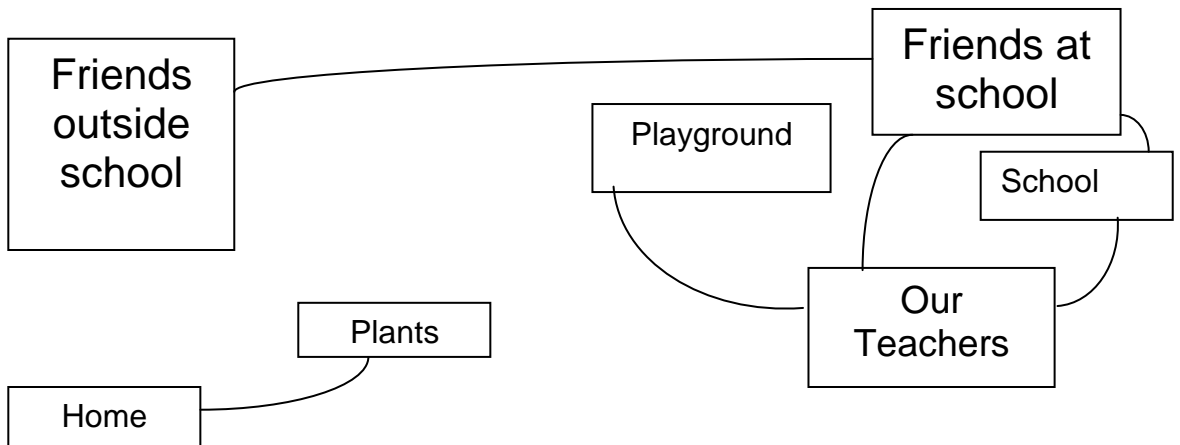 Friends
outside
school
Friends at
school
Playground
School
Our
Teachers
Plants
Home